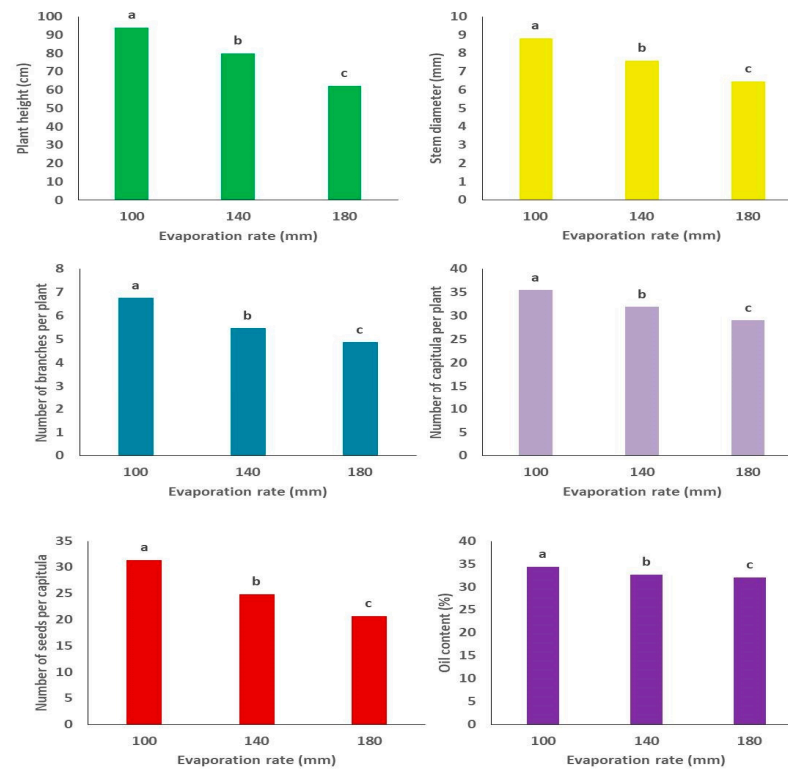 Plant height (cm)
100
90
80
70
60
50
40
30
20
10
0
a
b
c
100 140 180
Evaporation rate (mm)
Stem diameter (mm)
10
9
8
7
6
5
4
3
2
1
0
a
b
c
100 140 180
Evaporation rate (mm)
Number of branches per plant
8
7
6
5
4
3
2
1
0
a
b
c
100 140 180
Evaporation rate (mm)
Number of capitula per plant
40
35
30
25
20
15
10
5
0
a
b
c
100 140 180
Evaporation rate (mm)
Number of seeds per capitula
35
30
25
20
15
10
5
0
a
b
c
100 140 180
Evaporation rate (mm)
Oil content (%)
40
35
30
25
20
15
10
5
0
a
b
c
100 140 180
Evaporation rate (mm)